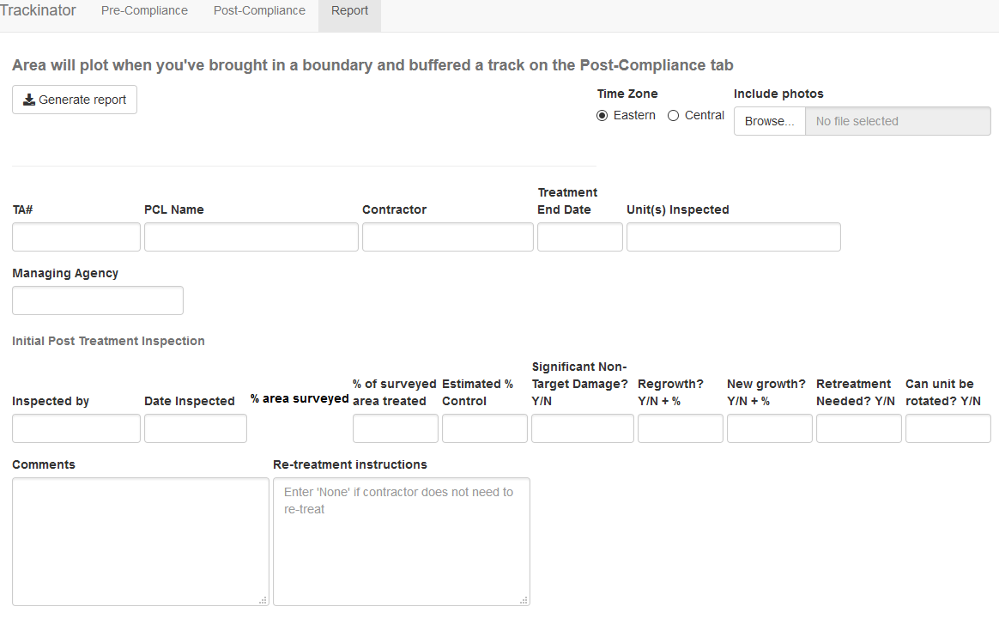 Trackinator Pre-Compliance Post-Compliance Report
Area will plot when you've brought in a boundary and buffered a track on the Post-Compliance tab
Generate report
Time Zone
Eastern Central
Include photos
Browse... No file selected
TA#
PCL Name
Contractor
Treatment
End Date
Unit(s) Inspected
Managing Agency
Initial Post Treatment Inspection
Inspected by
Date Inspected
% area surveyed
% of surveyed
area treated
Estimated %
Control
Significant Non-
Target Damage?
Y/N
Regrowth?
Y/N + %
New growth?
Y/N + %
Retreatment
Needed? Y/N
Can unit be
rotated? Y/N
Comments
Re-treatment instructions
Enter 'None' if contractor does not need to
re-treat